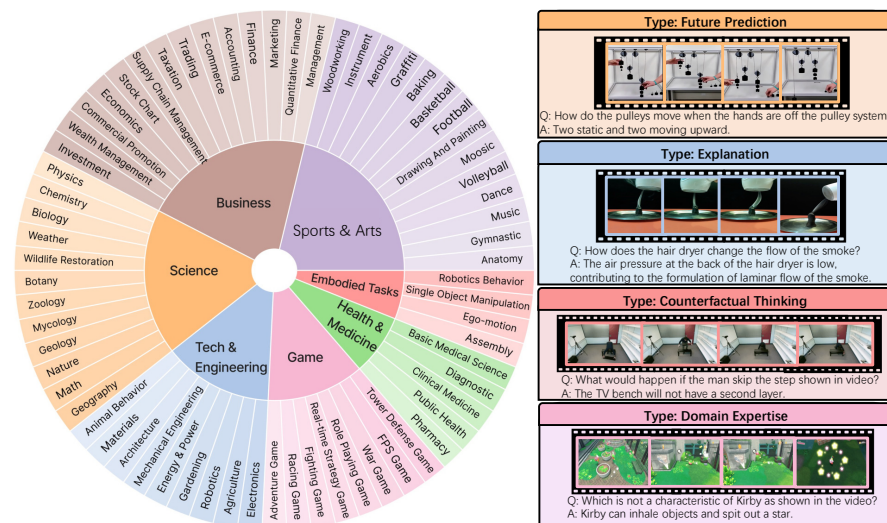 Business
Sports & Arts
Embodied Tasks
Health &
Medicine
Game
Tech &
Engineering
Science
Management
Quantitative Finance
Marketing
Finance
Accounting
E-commerce
Trading
Taxation
Supply Chain Management
Stock Chart
Economics
Commercial Promotion
Wealth Management
Investment
Woodworking
Instrument
Aerobics
Graffiti
Baking
Basketball
Football
Drawing And Painting
Moosic
Volleyball
Dance
Music
Gymnastic
Anatomy
Robotics Behavior
Single Object Manipulation
Ego-motion
Assembly
Basic Medical Science
Diagnostic
Clinical Medicine
Public Health
Pharmacy
Tower Defense Game
FPS Game
War Game
Role Playing Game
Real-time Strategy Game
Fighting Game
Racing Game
Adventure Game
Electronics
Agriculture
Robotics
Gardening
Energy & Power
Mechanical Engineering
Architecture
Materials
Animal Behavior
Geography
Math
Nature
Geology
Mycology
Zoology
Botany
Wildlife Restoration
Weather
Biology
Chemistry
Physics
Type: Future Prediction
Q: How do the pulleys move when the hands are off the pulley system
A: Two static and two moving upward.
Type: Explanation
Q: How does the hair dryer change the flow of the smoke?
A: The air pressure at the back of the hair dryer is low,
contributing to the formulation of laminar flow of the smoke.
Type: Counterfactual Thinking
Q: What would happen if the man skip the step shown in video?
A: The TV bench will not have a second layer.
Type: Domain Expertise
Q: Which is not a characteristic of Kirby as shown in the video?
A: Kirby can inhale objects and spit out a star.